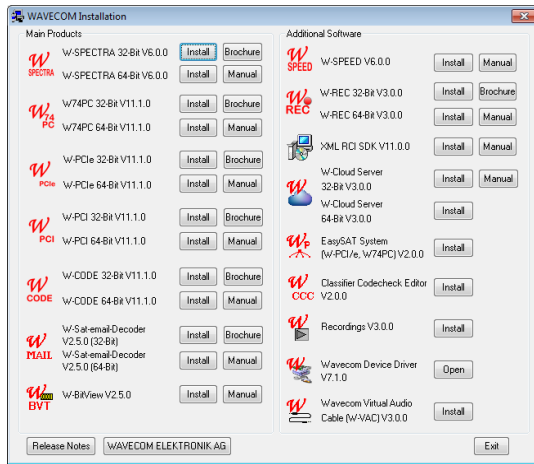 WAVECOM Installation
Main Products
W SPECTRA
W-SPECTRA 32-Bit V6.0.0 Install Brochure
W-SPECTRA 64-Bit V6.0.0 Install Manual
W74 PC
W74PC 32-Bit V11.1.0 Install Brochure
W74PC 64-Bit V11.1.0 Install Manual
W PCIe
W-PCIe 32-Bit V11.1.0 Install Brochure
W-PCIe 64-Bit V11.1.0 Install Manual
W PCI
W-PCI 32-Bit V11.1.0 Install Brochure
W-PCI 64-Bit V11.1.0 Install Manual
W CODE
W-CODE 32-Bit V11.1.0 Install Brochure
W-CODE 64-Bit V11.1.0 Install Manual
W MAIL
W-Sat-email-Decoder
V2.5.0 (32-Bit) Install Brochure
W-Sat-email-Decoder
V2.5.0 (64-Bit) Install Manual
W BVT
W-BitView V2.5.0 Install Manual
Additional Software
W SPEED
W-SPEED V6.0.0 Install Manual
W REC
W-REC 32-Bit V3.0.0 Install Brochure
W-REC 64-Bit V3.0.0 Install Manual
XML RCI SDK V11.0.0 Install Manual
W
W-Cloud Server
32-Bit V3.0.0 Install Manual
W-Cloud Server
64-Bit V3.0.0 Install
WP
EasySAT System
(W-PCI/e, W74PC) V2.0.0 Install
W CCC
Classifier Codecheck Editor
V2.0.0 Install
W
Recordings V3.0.0 Install
W
Wavecom Device Driver
V7.1.0 Open
W
Wavecom Virtual Audio
Cable (W-VAC) V3.0.0 Install
Release Notes WAVECOM ELEKTRONIK AG Exit